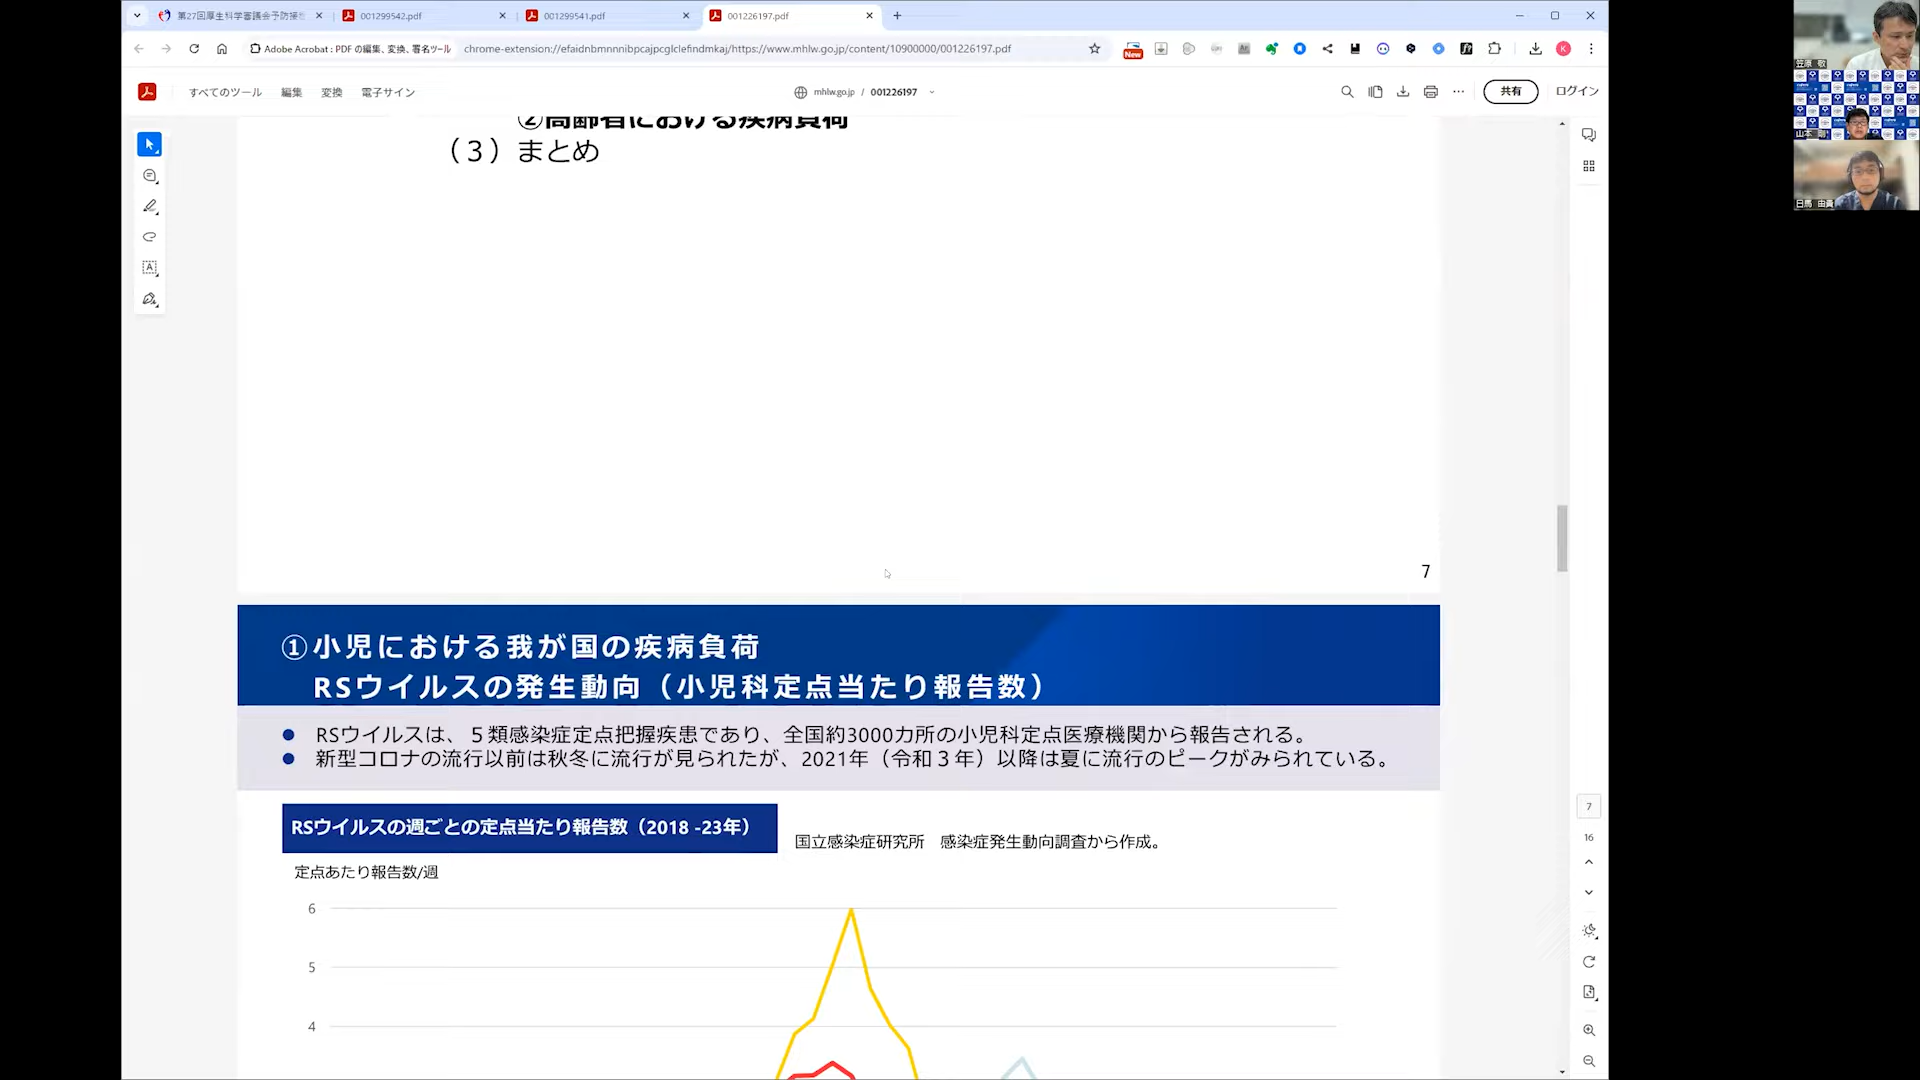 第27回厚生科学審議会予防接
001299542.pdf
001299541.pdf
001226197.pdf
Adobe Acrobat : PDF の編集、変換、署名ツール
chrome-extension://efaidnbmnnnibpcajpcglclefindmkaj/https://www.mhlw.go.jp/content/10900000/001226197.pdf
New
K
すべてのツール
編集
変換
電子サイン
mhlw.go.jp / 001226197
共有
ログイン
笠原 敬
山本 剛
日馬 由貴
②高齢者における疾病負荷
（３）まとめ
7
①小児における我が国の疾病負荷
RSウイルスの発生動向（小児科定点当たり報告数）
● RSウイルスは、５類感染症定点把握疾患であり、全国約3000カ所の小児科定点医療機関から報告される。
● 新型コロナの流行以前は秋冬に流行が見られたが、2021年（令和３年）以降は夏に流行のピークがみられている。
RSウイルスの週ごとの定点当たり報告数（2018 -23年）
国立感染症研究所　感染症発生動向調査から作成。
定点あたり報告数/週
6
5
4
7
16